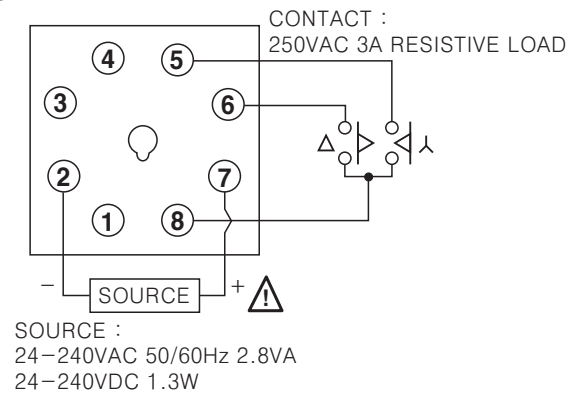 CONTACT :
250VAC 3A RESISTIVE LOAD
4
5
3
6
2
7
1
8
− SOURCE + !
SOURCE :
24−240VAC 50/60Hz 2.8VA
24−240VDC 1.3W